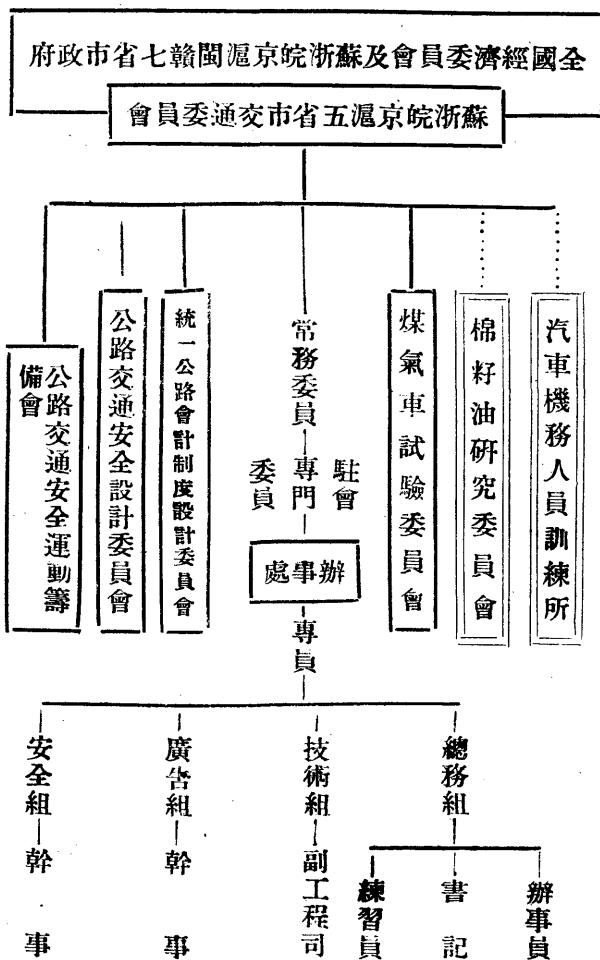 全國經濟委員會及蘇浙皖京滬閩贛七省市政府
蘇浙皖京滬五省市交通委員會
汽車機務人員訓練所
棉籽油研究委員會
煤氣車試驗委員會
常務委員
駐會
專門
委員
統一公路會計制度設計委員會
公路交通安全設計委員會
公路交通安全運動籌
備會
辦事處
專員
總務組
辦事員
書記
練習員
技術組
副工程司
廣告組
幹事
安全組
幹事